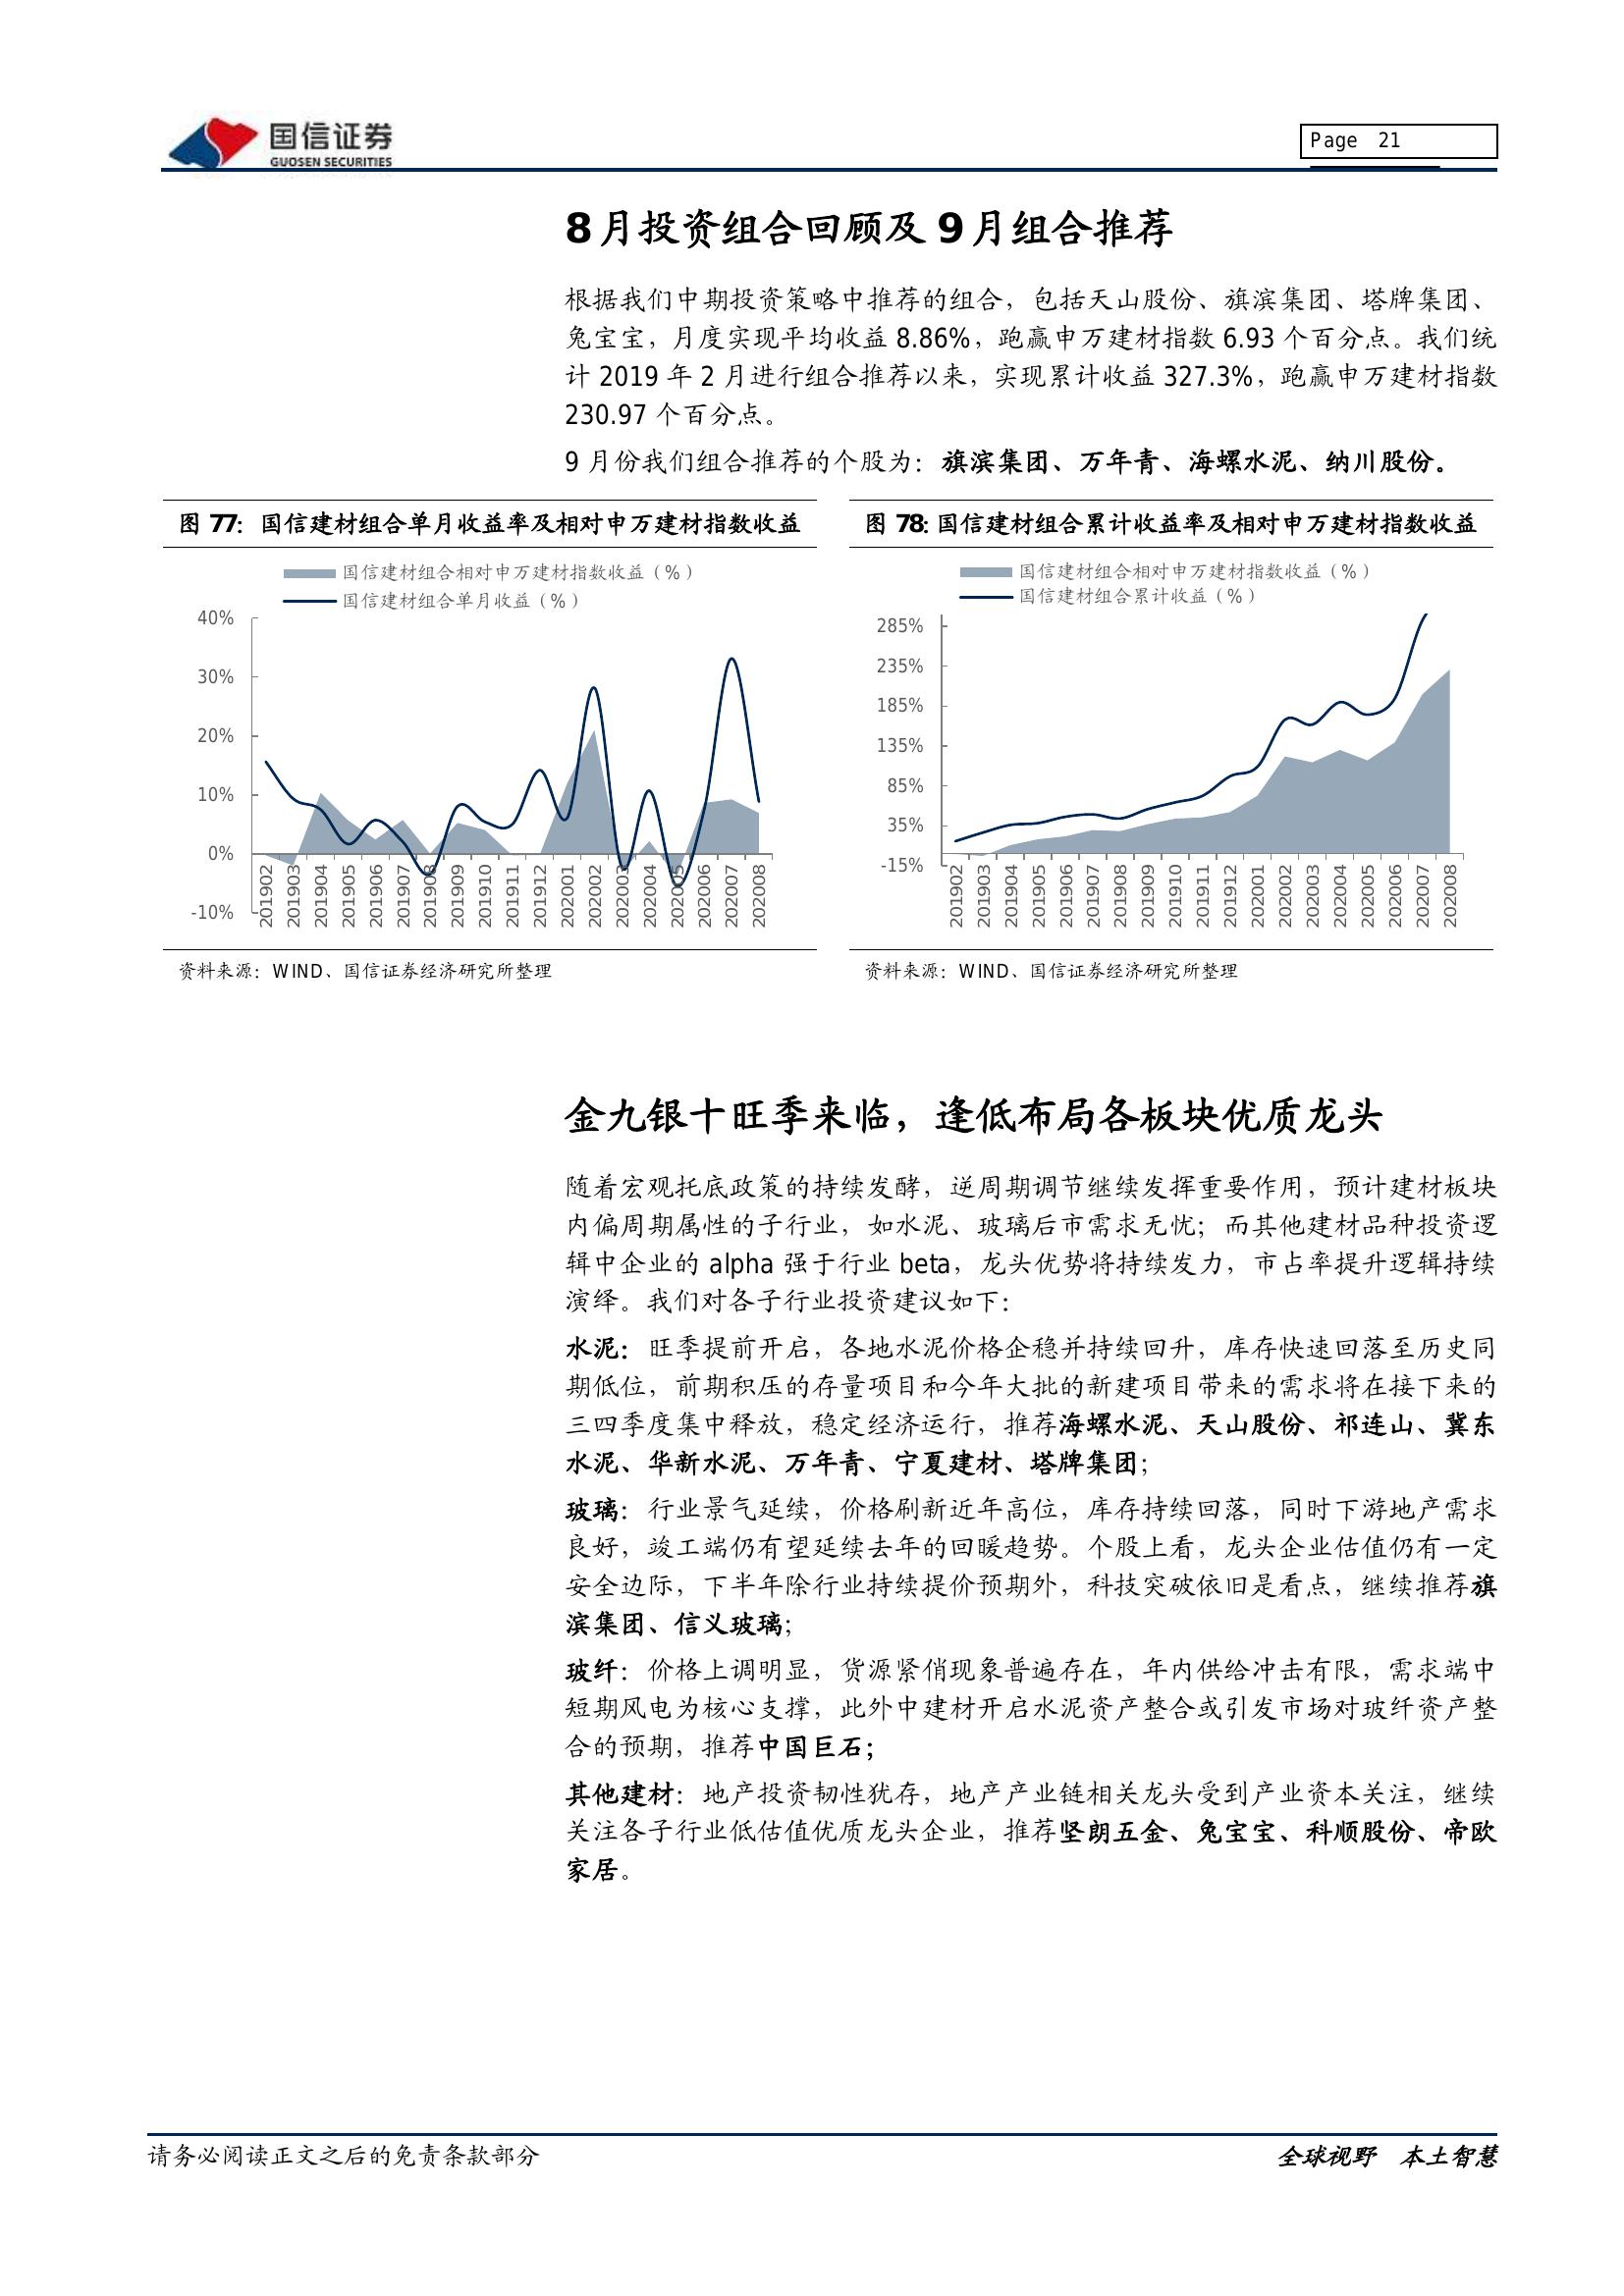 国信证券
GUOSEN SECURITIES
Page 21
8月投资组合回顾及9月组合推荐
根据我们中期投资策略中推荐的组合，包括天山股份、旗滨集团、塔牌集团、
兔宝宝，月度实现平均收益 8.86%，跑赢申万建材指数 6.93 个百分点。我们统
计 2019 年 2 月进行组合推荐以来，实现累计收益 327.3%，跑赢申万建材指数
230.97 个百分点。
9 月份我们组合推荐的个股为：旗滨集团、万年青、海螺水泥、纳川股份。
图 77： 国信建材组合单月收益率及相对申万建材指数收益
国信建材组合相对申万建材指数收益（%）
国信建材组合单月收益（%）
40%
30%
20%
10%
0%
-10%
201902
201903
201904
201905
201906
201907
201908
201909
201910
201911
201912
202001
202002
202003
202004
202005
202006
202007
202008
资料来源：WIND、国信证券经济研究所整理
图 78: 国信建材组合累计收益率及相对申万建材指数收益
国信建材组合相对申万建材指数收益（%）
国信建材组合累计收益（%）
285%
235%
185%
135%
85%
35%
-15%
201902
201903
201904
201905
201906
201907
201908
201909
201910
201911
201912
202001
202002
202003
202004
202005
202006
202007
202008
资料来源：WIND、国信证券经济研究所整理
金九银十旺季来临，逢低布局各板块优质龙头
随着宏观托底政策的持续发酵，逆周期调节继续发挥重要作用，预计建材板块
内偏周期属性的子行业，如水泥、玻璃后市需求无忧；而其他建材品种投资逻
辑中企业的 alpha 强于行业 beta，龙头优势将持续发力，市占率提升逻辑持续
演绎。我们对各子行业投资建议如下：
水泥：旺季提前开启，各地水泥价格企稳并持续回升，库存快速回落至历史同
期低位，前期积压的存量项目和今年大批的新建项目带来的需求将在接下来的
三四季度集中释放，稳定经济运行，推荐海螺水泥、天山股份、祁连山、冀东
水泥、华新水泥、万年青、宁夏建材、塔牌集团；
玻璃：行业景气延续，价格刷新近年高位，库存持续回落，同时下游地产需求
良好，竣工端仍有望延续去年的回暖趋势。个股上看，龙头企业估值仍有一定
安全边际，下半年除行业持续提价预期外，科技突破依旧是看点，继续推荐旗
滨集团、信义玻璃；
玻纤：价格上调明显，货源紧俏现象普遍存在，年内供给冲击有限，需求端中
短期风电为核心支撑，此外中建材开启水泥资产整合或引发市场对玻纤资产整
合的预期，推荐中国巨石；
其他建材：地产投资韧性犹存，地产产业链相关龙头受到产业资本关注，继续
关注各子行业低估值优质龙头企业，推荐坚朗五金、兔宝宝、科顺股份、帝欧
家居。
请务必阅读正文之后的免责条款部分
全球视野 本土智慧